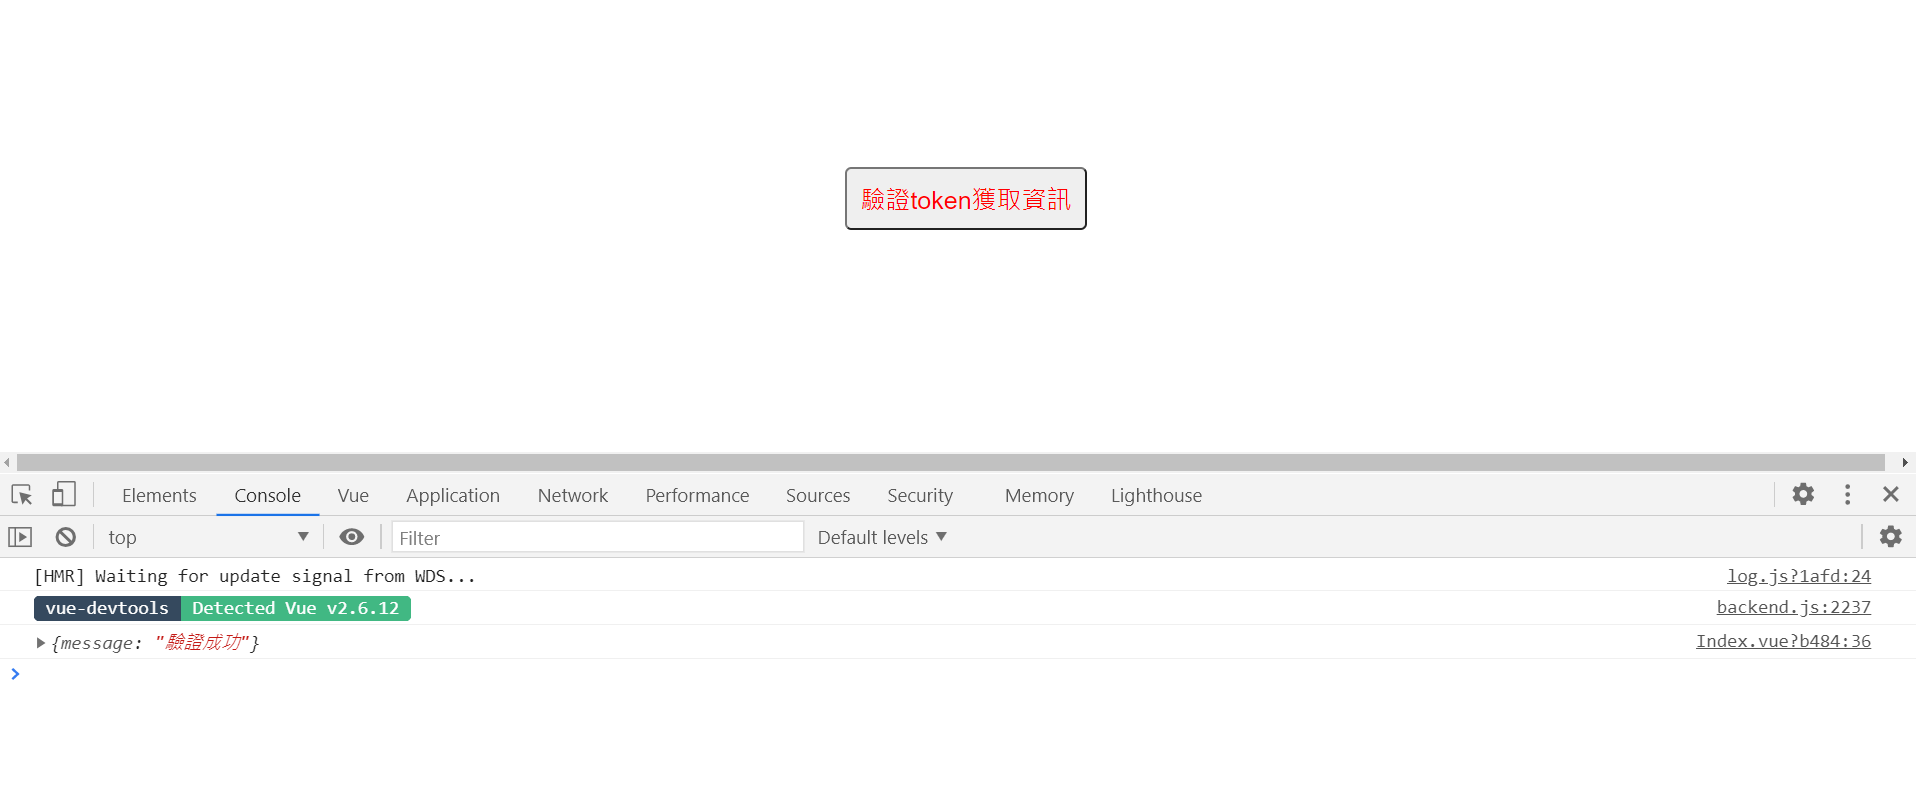 驗證token獲取資訊
Elements Console Vue Application Network Performance Sources Security Memory Lighthouse
top Filter Default levels
[HMR] Waiting for update signal from WDS... log.js?1afd:24
vue-devtools Detected Vue v2.6.12 backend.js:2237
{message: "驗證成功"} Index.vue?b484:36